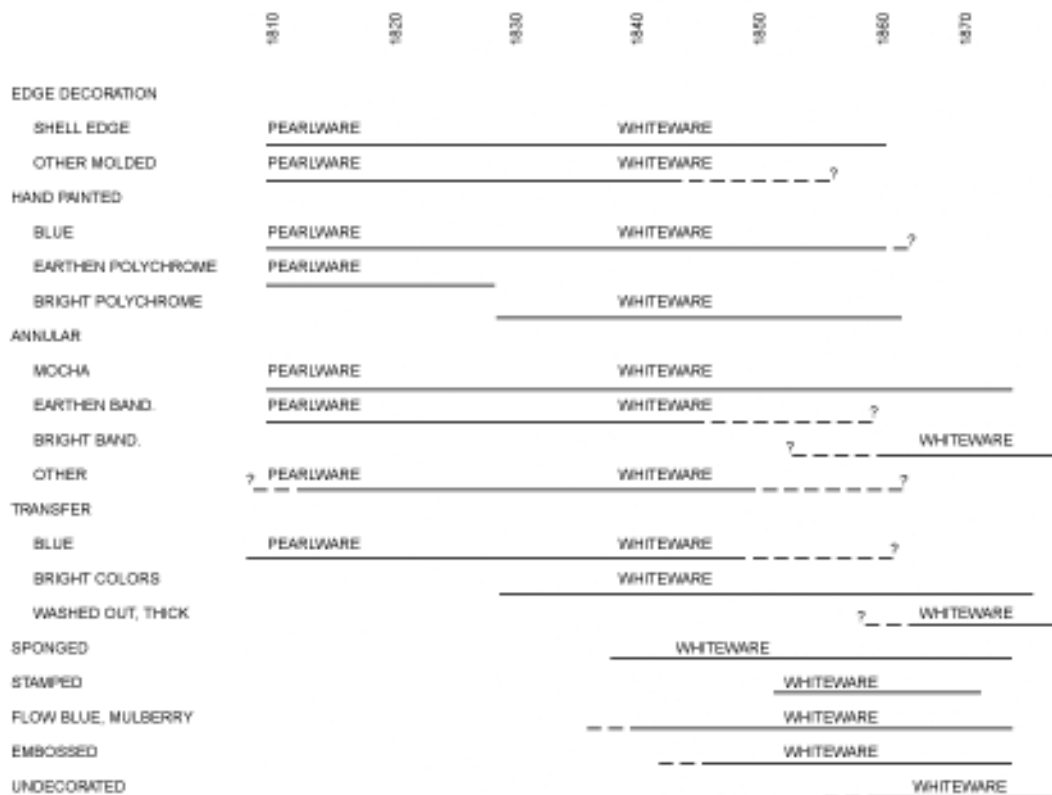 1810 1820 1830 1840 1850 1860 1870
EDGE DECORATION
SHELL EDGE PEARLWARE WHITEWARE
OTHER MOLDED PEARLWARE WHITEWARE ?
HAND PAINTED
BLUE PEARLWARE WHITEWARE ?
EARTHEN POLYCHROME PEARLWARE
BRIGHT POLYCHROME WHITEWARE
ANNULAR
MOCHA PEARLWARE WHITEWARE
EARTHEN BAND. PEARLWARE WHITEWARE ?
BRIGHT BAND. ? WHITEWARE
OTHER ? PEARLWARE WHITEWARE ?
TRANSFER
BLUE PEARLWARE WHITEWARE ?
BRIGHT COLORS WHITEWARE
WASHED OUT, THICK ? WHITEWARE
SPONGED WHITEWARE
STAMPED WHITEWARE
FLOW BLUE, MULBERRY WHITEWARE
EMBOSSED WHITEWARE
UNDECORATED WHITEWARE